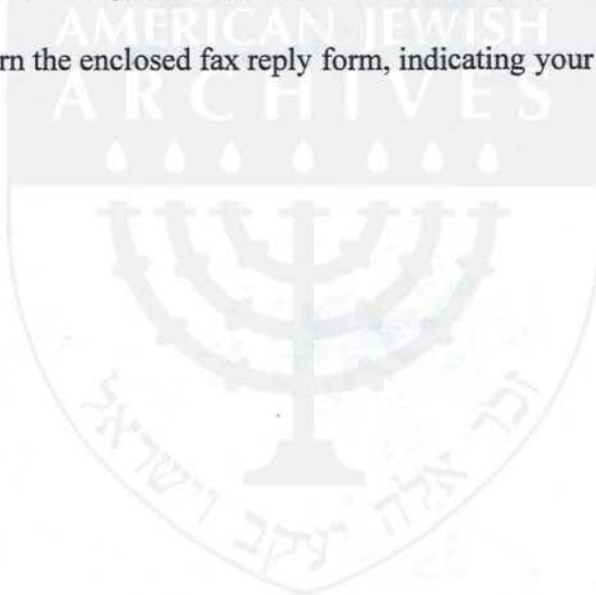 AMERICAN JEWISH
rn the enclosed fax reply form, indicating your
ARCHIVES
זכר אלה יעקב וישראל